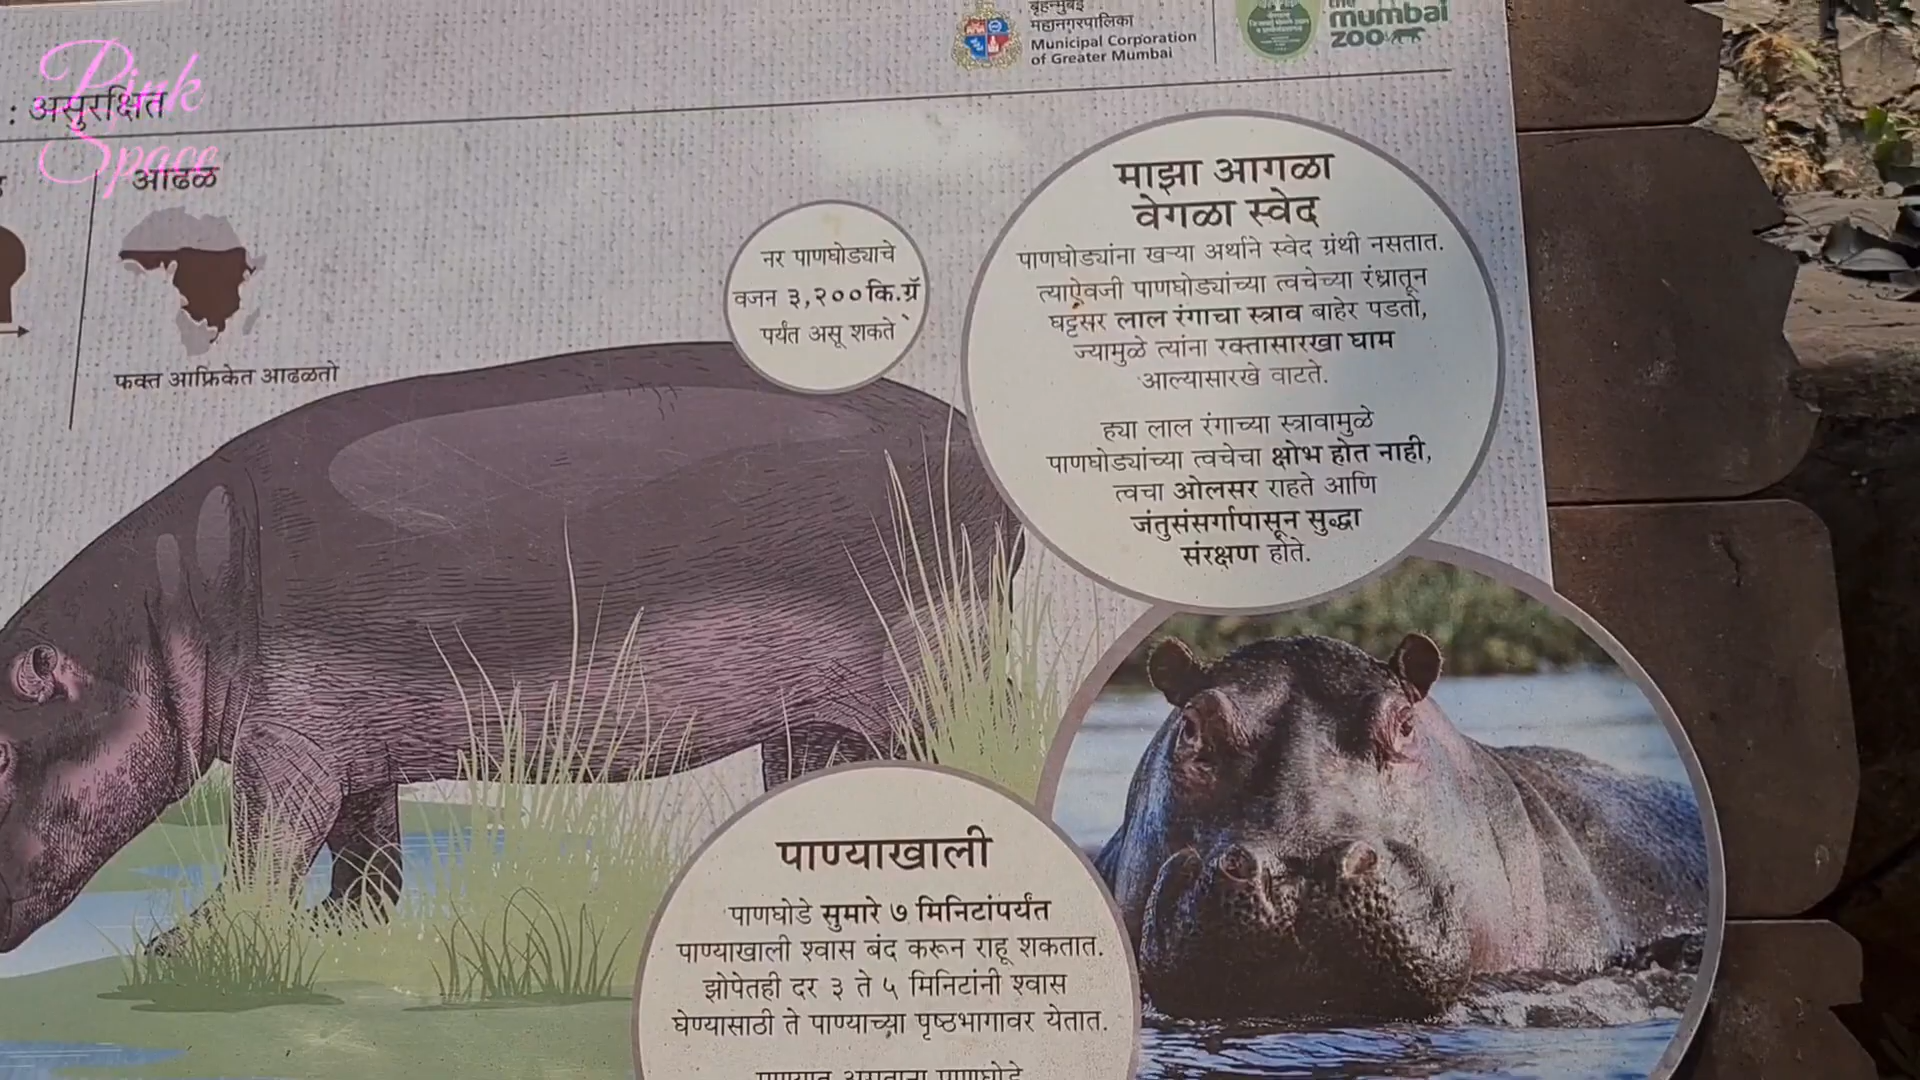 बृहन्मुंबई
महानगरपालिका
Municipal Corporation
of Greater Mumbai
the
mumbai
zoo
Pink
Space
: असुरक्षित
आढळ
फक्त आफ्रिकेत आढळतो
नर पाणघोड्याचे
वजन ३,२०० कि.ग्रॅ
पर्यंत असू शकते
माझा आगळा
वेगळा स्वेद
पाणघोड्यांना खऱ्या अर्थाने स्वेद ग्रंथी नसतात.
त्याऐवजी पाणघोड्यांच्या त्वचेच्या रंध्रातून
घट्टसर लाल रंगाचा स्त्राव बाहेर पडतो,
ज्यामुळे त्यांना रक्तासारखा घाम
आल्यासारखे वाटते.
ह्या लाल रंगाच्या स्त्रावामुळे
पाणघोड्यांच्या त्वचेचा क्षोभ होत नाही,
त्वचा ओलसर राहते आणि
जंतुसंसर्गापासून सुद्धा
संरक्षण होते.
पाण्याखाली
पाणघोडे सुमारे ७ मिनिटांपर्यंत
पाण्याखाली श्वास बंद करून राहू शकतात.
झोपेतही दर ३ ते ५ मिनिटांनी श्वास
घेण्यासाठी ते पाण्याच्या पृष्ठभागावर येतात.